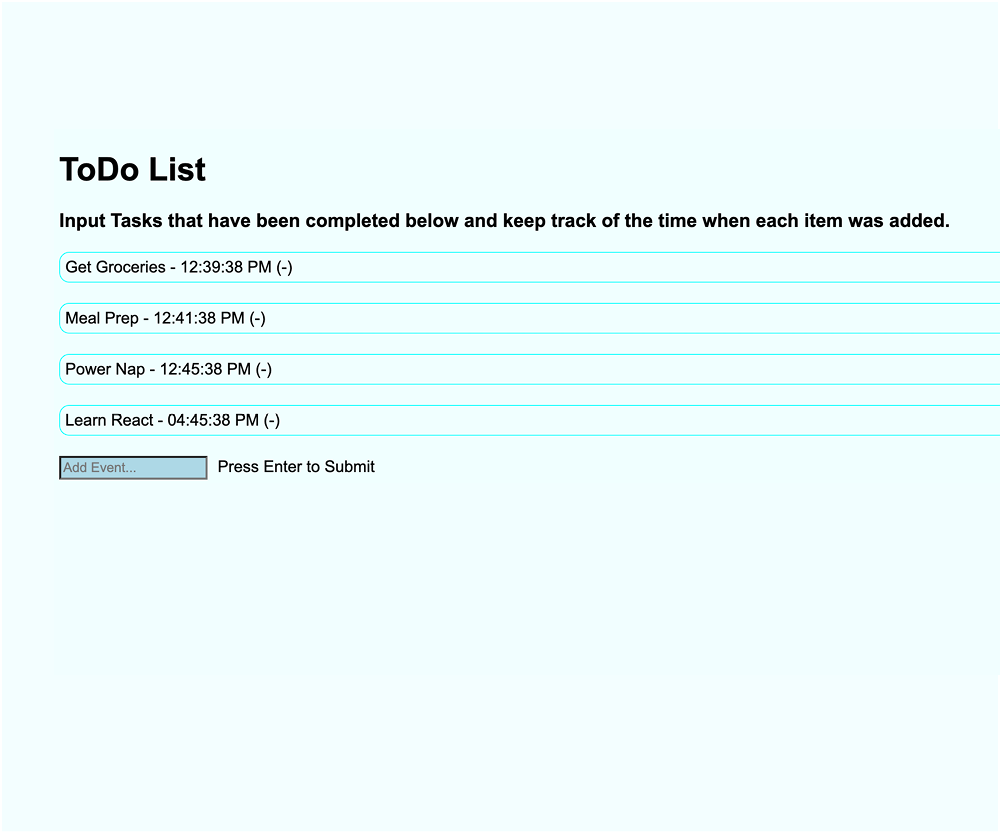 ToDo List
Input Tasks that have been completed below and keep track of the time when each item was added.
Get Groceries - 12:39:38 PM (-)
Meal Prep - 12:41:38 PM (-)
Power Nap - 12:45:38 PM (-)
Learn React - 04:45:38 PM (-)
Add Event... Press Enter to Submit